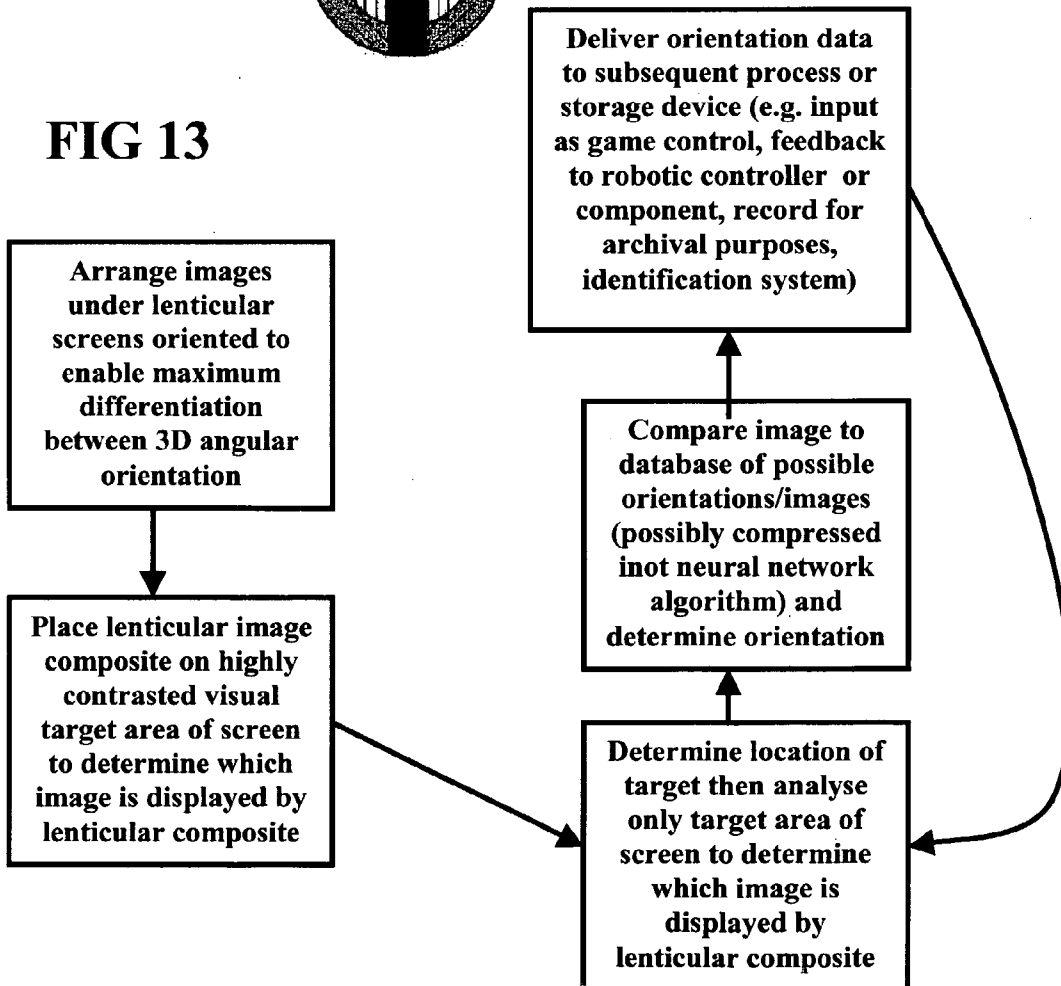 FIG 13
Arrange images
under lenticular
screens oriented to
enable maximum
differentiation
between 3D angular
orientation
Place lenticular image
composite on highly
contrasted visual
target area of screen
to determine which
image is displayed by
lenticular composite
Deliver orientation data
to subsequent process or
storage device (e.g. input
as game control, feedback
to robotic controller or
component, record for
archival purposes,
identification system)
Compare image to
database of possible
orientations/images
(possibly compressed
inot neural network
algorithm) and
determine orientation
Determine location of
target then analyse
only target area of
screen to determine
which image is
displayed by
lenticular composite